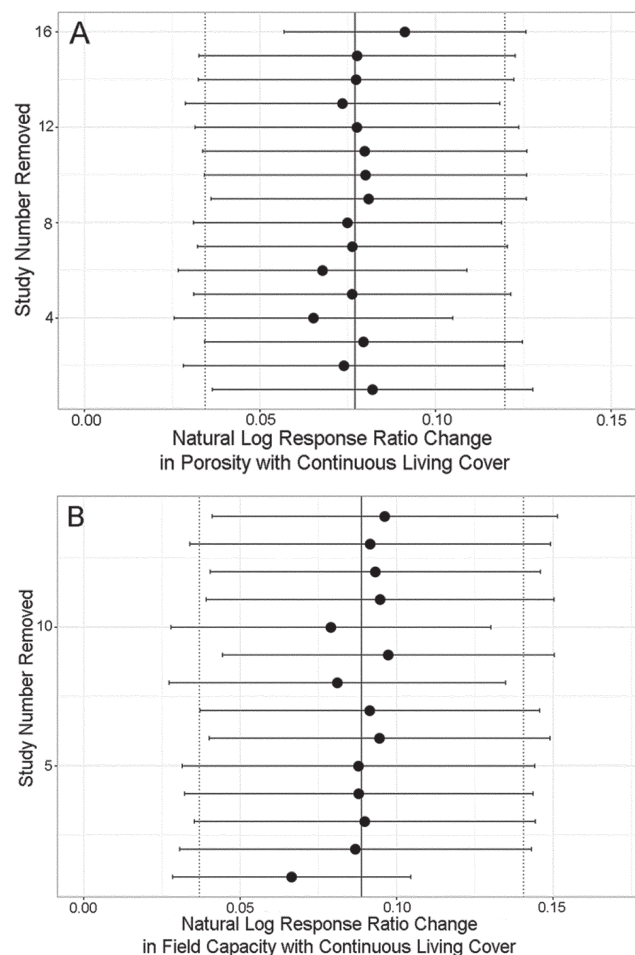 A
16
12
8
4
Study Number Removed
0.00 0.05 0.10 0.15
Natural Log Response Ratio Change
in Porosity with Continuous Living Cover
B
10
5
Study Number Removed
0.00 0.05 0.10 0.15
Natural Log Response Ratio Change
in Field Capacity with Continuous Living Cover